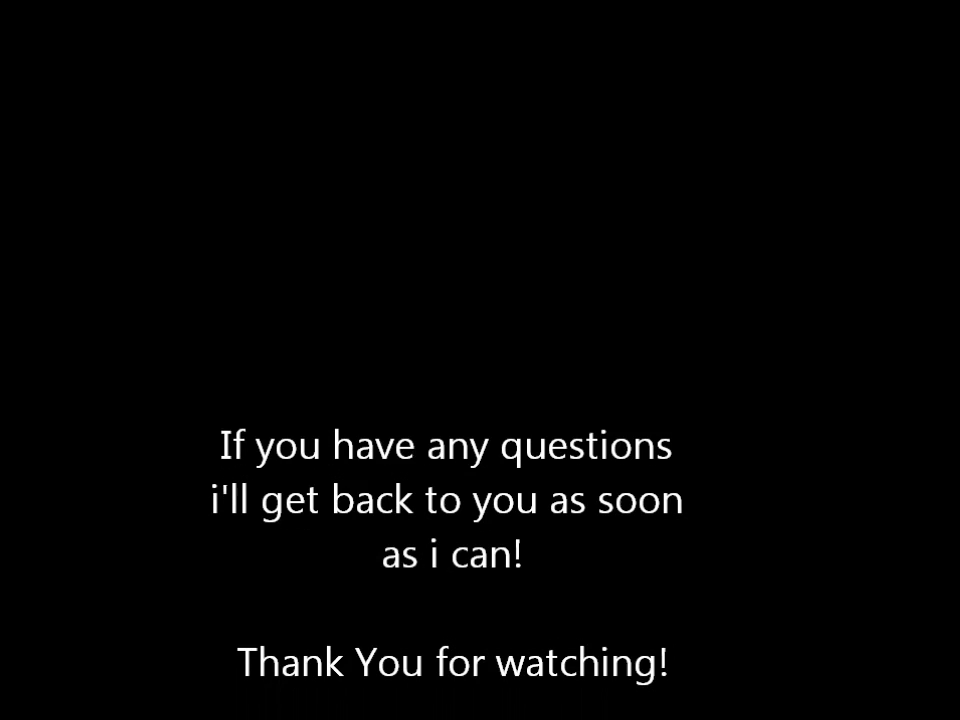 If you have any questions
i'll get back to you as soon
as i can!
Thank You for watching!